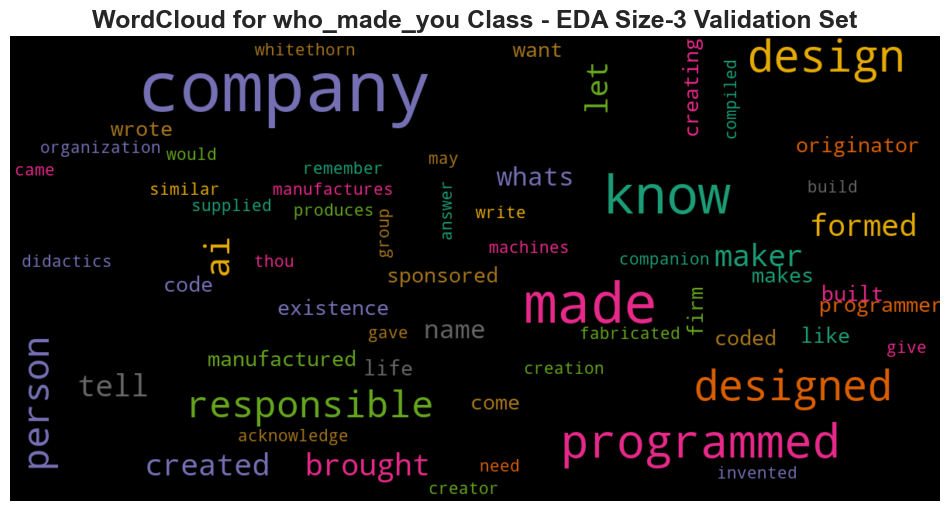 WordCloud for who_made_you Class - EDA Size-3 Validation Set
whitethorn
want
design
company
let
creating
compiled
wrote
organization
would
originator
came
remember
may
whats
know
build
similar
manufactures
supplied
produces
answer
write
group
formed
ai
machines
didactics
thou
companion
maker
code
sponsored
makes
existence
made
firm
built
programmer
gave
name
fabricated
coded
like
give
person
manufactured
life
creation
tell
responsible
come
designed
acknowledge
programmed
created
brought
need
invented
creator